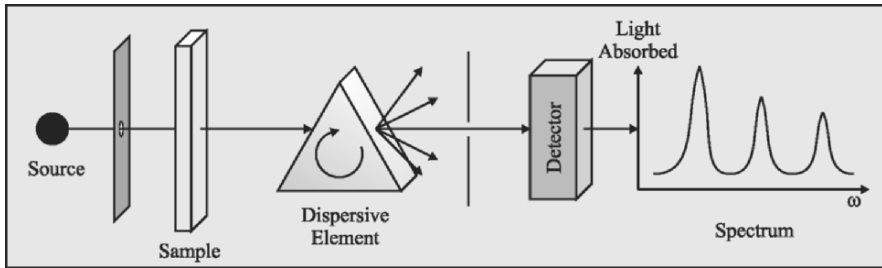 Source
Sample
Dispersive
Element
Detector
Light
Absorbed
ω
Spectrum